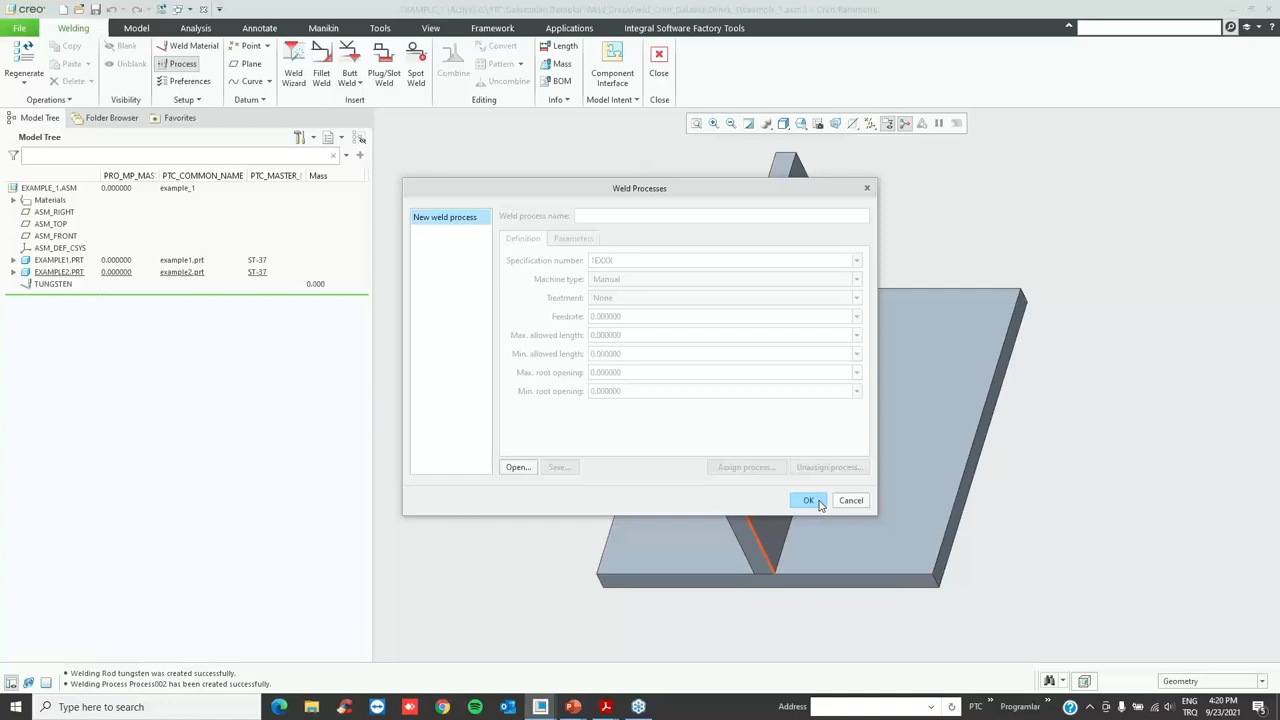 creo
File
Welding
Model
Analysis
Annotate
Manikin
Tools
View
Framework
Applications
Integral Software Factory Tools
Regenerate
Copy
Paste
Delete
Operations
Blank
Unblank
Visibility
Weld Material
Process
Preferences
Setup
Point
Plane
Curve
Datum
Weld Wizard
Fillet Weld
Butt Weld
Plug/Slot Weld
Spot Weld
Insert
Combine
Convert
Pattern
Uncombine
Editing
Length
Mass
BOM
Info
Component Interface
Model Intent
Close
Close
Model Tree
Folder Browser
Favorites
Model Tree
PRO_MP_MAS PTC_COMMON_NAME PTC_MASTER_ Mass
EXAMPLE_1.ASM 0.000000 example_1
Materials
ASM_RIGHT
ASM_TOP
ASM_FRONT
ASM_DEF_CSYS
EXAMPLE1.PRT 0.000000 example1.prt ST-37
EXAMPLE2.PRT 0.000000 example2.prt ST-37
TUNGSTEN 0.000
Weld Processes
New weld process
Weld process name:
Definition
Parameters
Specification number: !EXXX
Machine type: Manual
Treatment: None
Feedrate: 0.000000
Max. allowed length: 0.000000
Min. allowed length: 0.000000
Max. root opening: 0.000000
Min. root opening: 0.000000
Open...
Save...
Assign process...
Unassign process...
OK
Cancel
• Welding Rod tungsten was created successfully.
• Welding Process Process002 has been created successfully.
Geometry
Type here to search
Address
PTC
Programlar
4:20 PM
TRQ
9/23/2021